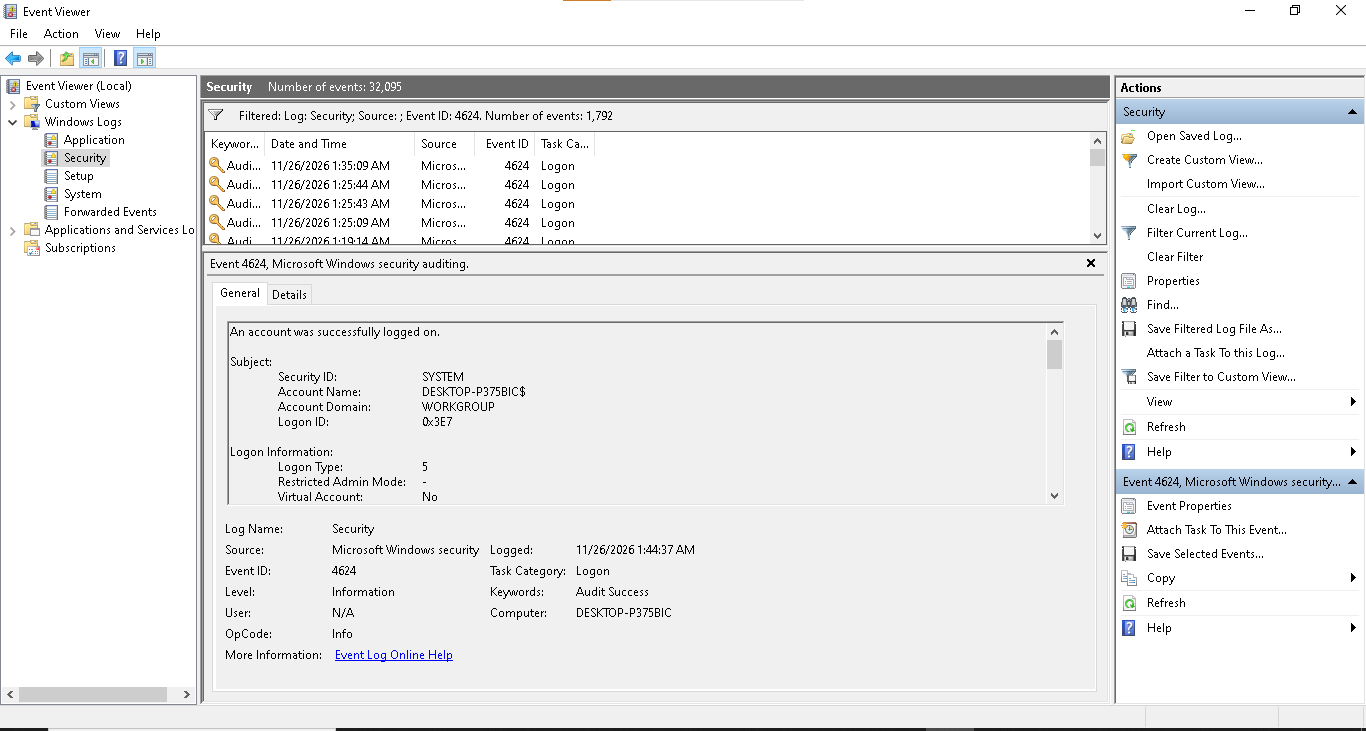 Event Viewer
File Action View Help
Event Viewer (Local)
Custom Views
Windows Logs
Application
Security
Setup
System
Forwarded Events
Applications and Services Lo
Subscriptions
Security Number of events: 32,095
Filtered: Log: Security; Source: ; Event ID: 4624. Number of events: 1,792
Keywor... Date and Time Source Event ID Task Ca...
Audi... 11/26/2026 1:35:09 AM Micros... 4624 Logon
Audi... 11/26/2026 1:25:44 AM Micros... 4624 Logon
Audi... 11/26/2026 1:25:43 AM Micros... 4624 Logon
Audi... 11/26/2026 1:25:09 AM Micros... 4624 Logon
Audi... 11/26/2026 1:19:14 AM Micros... 4624 Logon
Event 4624, Microsoft Windows security auditing.
General Details
An account was successfully logged on.
Subject:
Security ID: SYSTEM
Account Name: DESKTOP-P375BIC$
Account Domain: WORKGROUP
Logon ID: 0x3E7
Logon Information:
Logon Type: 5
Restricted Admin Mode: -
Virtual Account: No
Log Name: Security
Source: Microsoft Windows security Logged: 11/26/2026 1:44:37 AM
Event ID: 4624 Task Category: Logon
Level: Information Keywords: Audit Success
User: N/A Computer: DESKTOP-P375BIC
OpCode: Info
More Information: Event Log Online Help
Actions
Security
Open Saved Log...
Create Custom View...
Import Custom View...
Clear Log...
Filter Current Log...
Clear Filter
Properties
Find...
Save Filtered Log File As...
Attach a Task To this Log...
Save Filter to Custom View...
View
Refresh
Help
Event 4624, Microsoft Windows security...
Event Properties
Attach Task To This Event...
Save Selected Events...
Copy
Refresh
Help